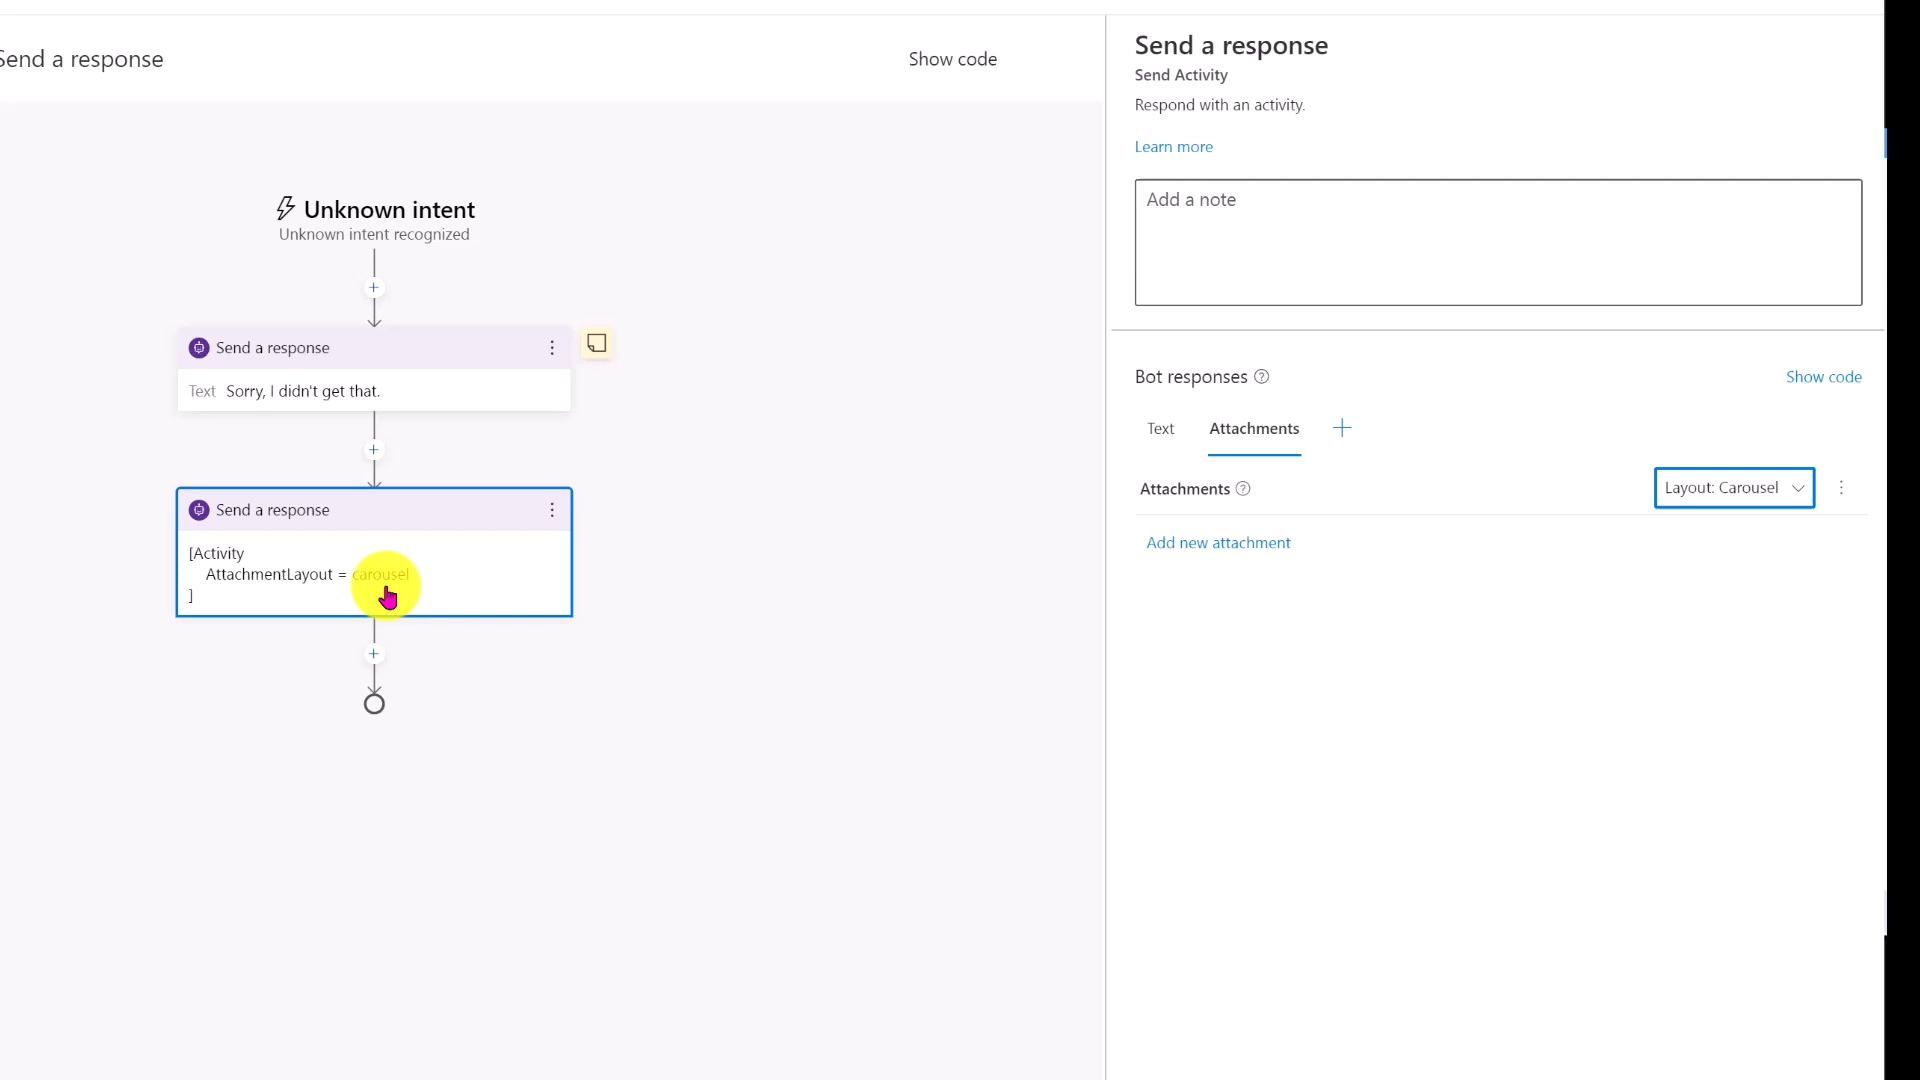 Send a response
Show code
Unknown intent
Unknown intent recognized
Send a response
Text Sorry, I didn't get that.
Send a response
[Activity
AttachmentLayout = carousel
]
Send a response
Send Activity
Respond with an activity.
Learn more
Add a note
Bot responses
Show code
Text Attachments
Attachments
Layout: Carousel
Add new attachment